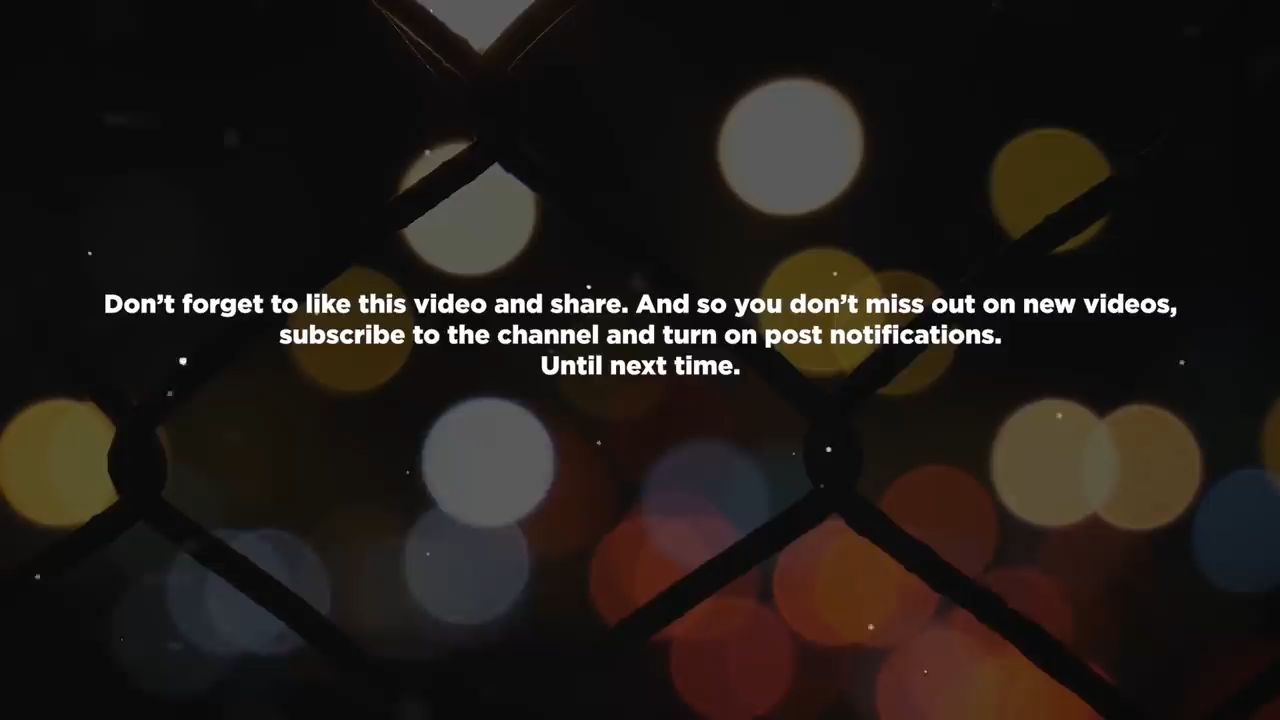 Don’t forget to like this video and share. And so you don’t miss out on new videos,
subscribe to the channel and turn on post notifications.
Until next time.